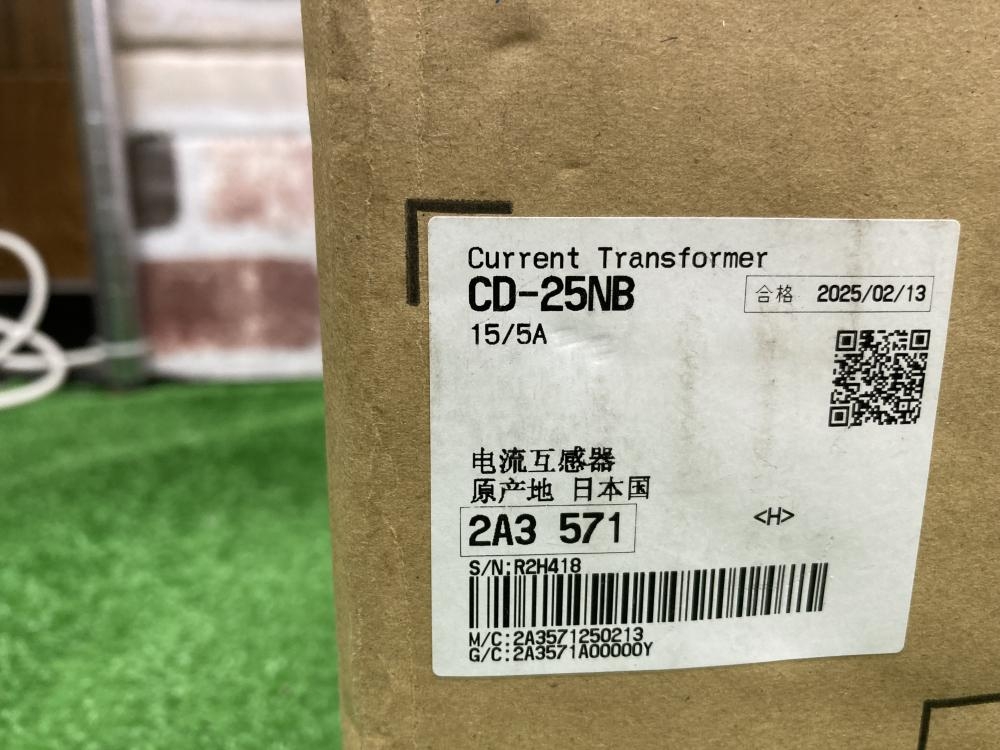 Current Transformer
CD-25NB
合格 2025/02/13
15/5A
电流互感器
原产地 日本国
2A3 571
<H>
S/N:R2H418
M/C:2A3571250213
G/C:2A3571A00000Y